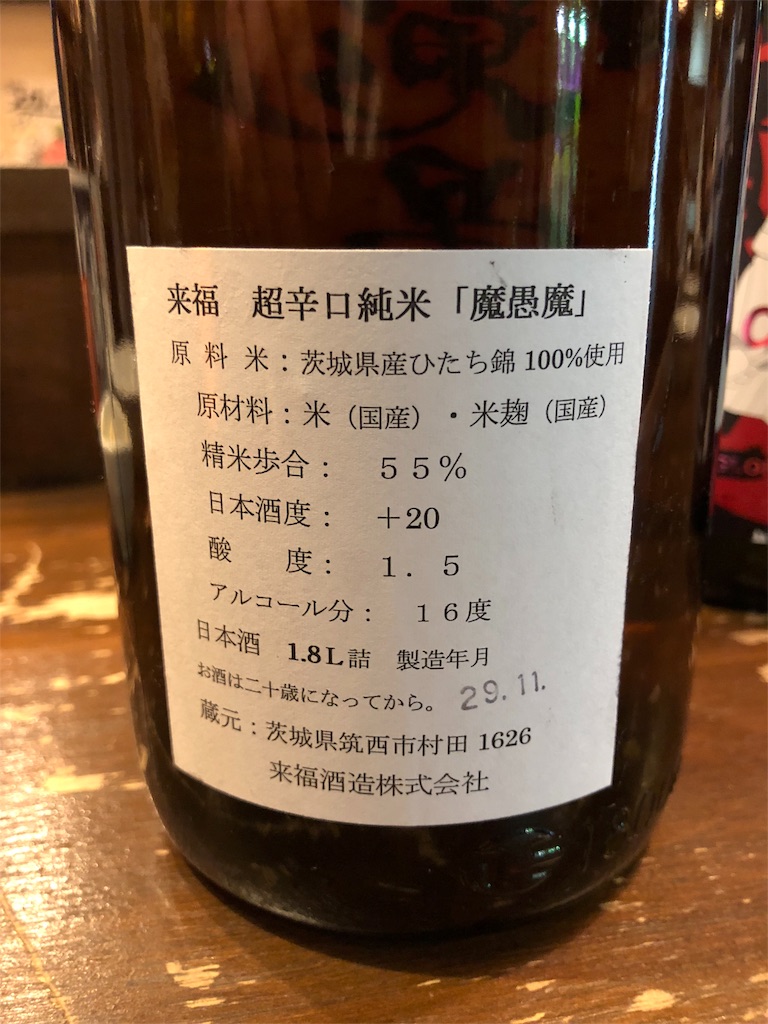 来福　超辛口純米「魔愚魔」
原 料 米：茨城県産ひたち錦 100%使用
原材料：米（国産）・米麹（国産）
精米歩合：　５５％
日本酒度：　＋20
酸　　度：　１．５
アルコール分：　１６度
日本酒　1.8Ｌ詰　製造年月
お酒は二十歳になってから。 29.11.
蔵元：茨城県筑西市村田 1626
来福酒造株式会社